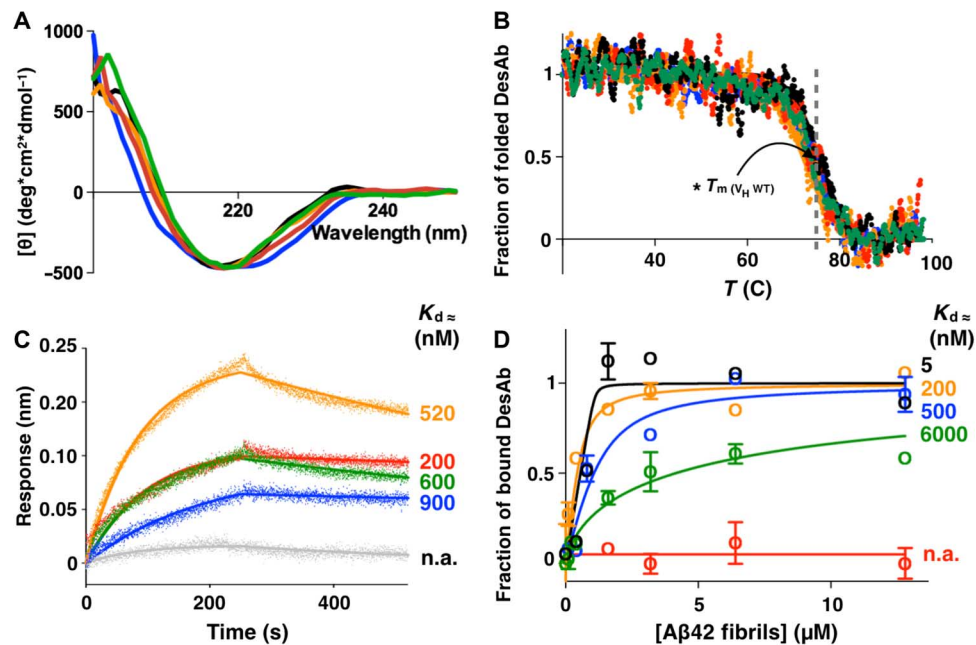 A
1000
500
0
−500
[θ] (deg*cm²*dmol⁻¹)
220
240
Wavelength (nm)
B
1
0.5
0
Fraction of folded DesAb
* Tm (VH WT)
40
60
80
100
T (C)
C
Kd ≈
(nM)
0.25
0.20
0.10
0.05
0
Response (nm)
520
200
600
900
n.a.
0
200
400
Time (s)
D
Kd ≈
(nM)
1
0.5
0
Fraction of bound DesAb
5
200
500
6000
n.a.
0
5
10
[Aβ42 fibrils] (µM)